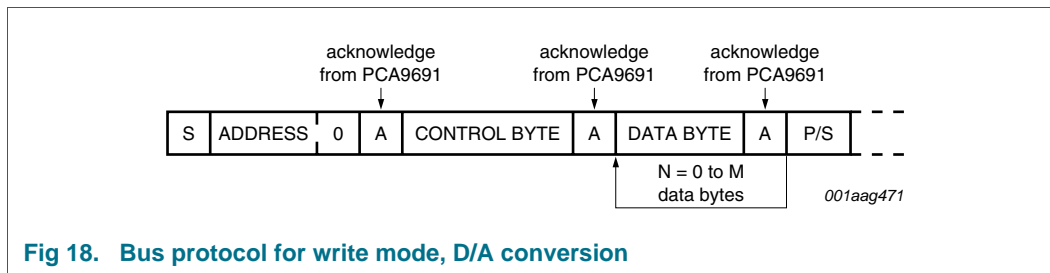 acknowledge acknowledge acknowledge
from PCA9691 from PCA9691 from PCA9691
S ADDRESS 0 A CONTROL BYTE A DATA BYTE A P/S
N = 0 to M
data bytes
001aag471
Fig 18. Bus protocol for write mode, D/A conversion